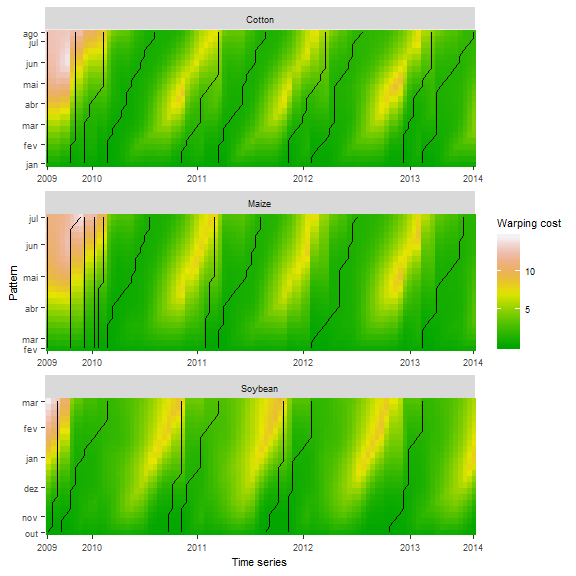 Cotton
ago
jul
jun
mai
abr
mar
fev
jan
2009 2010 2011 2012 2013 2014
Maize
jul
jun
mai
abr
mar
fev
2009 2010 2011 2012 2013 2014
Soybean
mar
fev
jan
dez
nov
out
2009 2010 2011 2012 2013 2014
Time series
Pattern
Warping cost
10
5